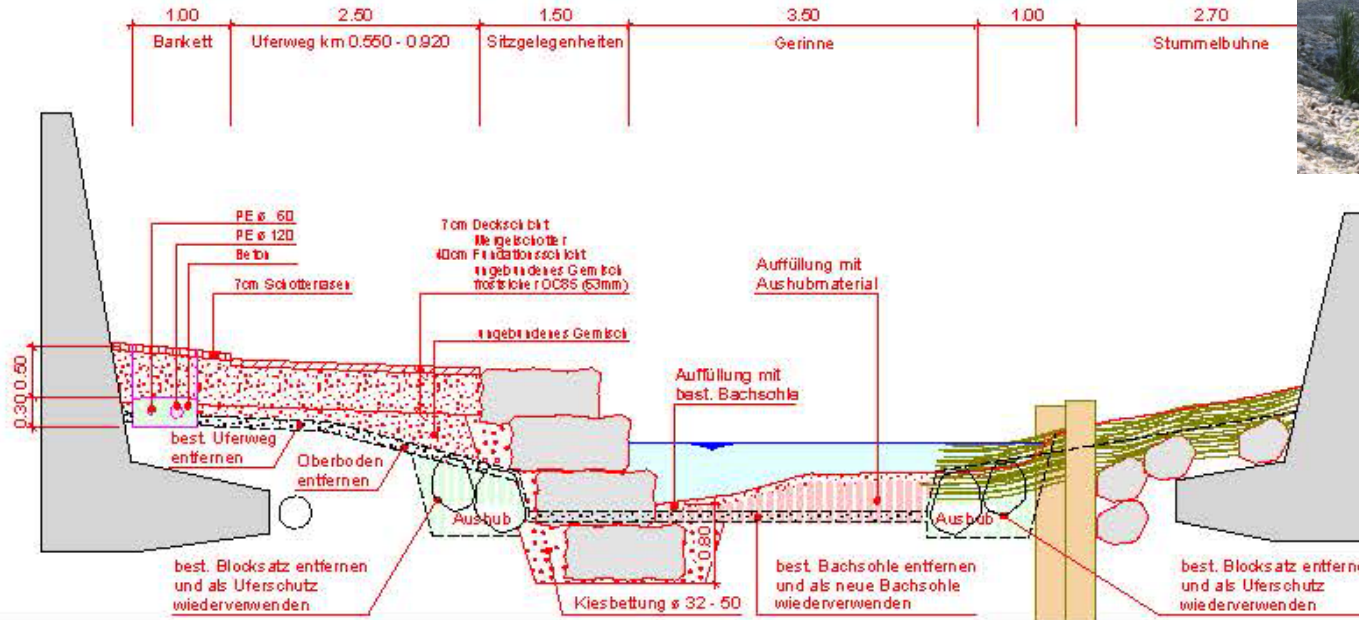 1.00
2.50
1.50
3.50
1.00
2.70
Bankett
Uferweg km 0.550 - 0.920
Sitzgelegenheiten
Gerinne
Stummelbuhne
PE ø 60
PE ø 120
Beton
7cm Schotterrasen
7cm Deckschicht
Mergelschotter
40cm Fundationsschicht
ungebundenes Gemisch
frostsicher OC85 (63mm)
ungebundenes Gemisch
Auffüllung mit
Aushubmaterial
Auffüllung mit
best. Bachsohle
0.50
0.30
best. Uferweg
entfernen
Oberboden
entfernen
Aushub
Aushub
0.80
best. Blocksatz entfernen
und als Uferschutz
wiederverwenden
Kiesbettung ø 32 - 50
best. Bachsohle entfernen
und als neue Bachsohle
wiederverwenden
best. Blocksatz entferne
und als Uferschutz
wiederverwenden